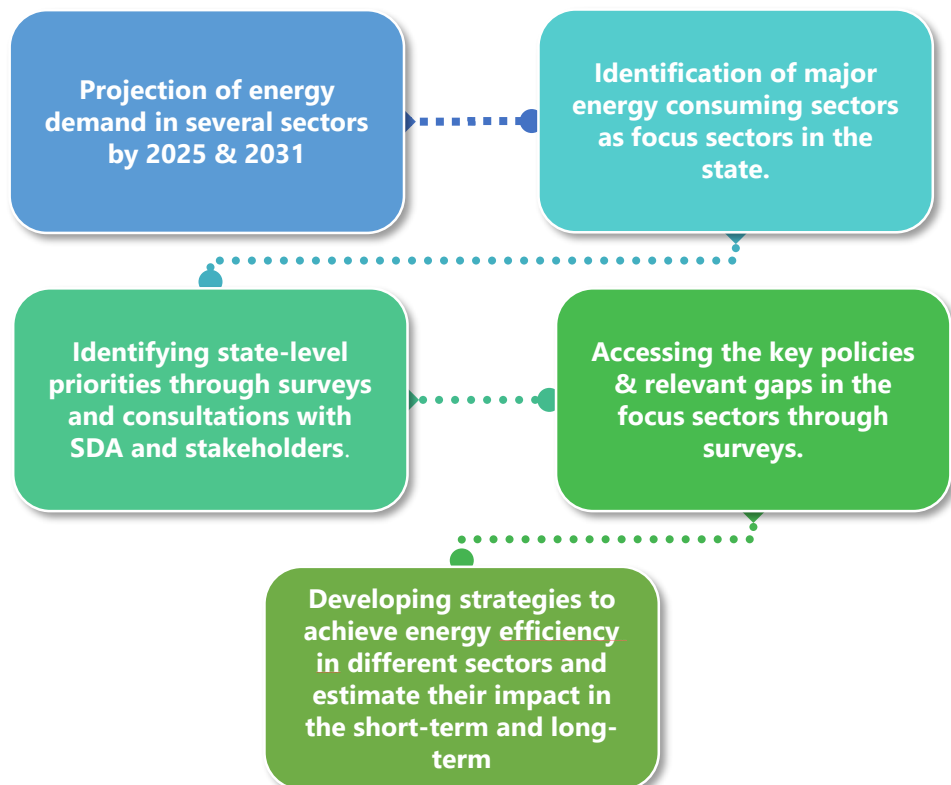 Projection of energy
demand in several sectors
by 2025 & 2031
Identification of major
energy consuming sectors
as focus sectors in the
state.
Identifying state-level
priorities through surveys
and consultations with
SDA and stakeholders.
Accessing the key policies
& relevant gaps in the
focus sectors through
surveys.
Developing strategies to
achieve energy efficiency
in different sectors and
estimate their impact in
the short-term and long-
term